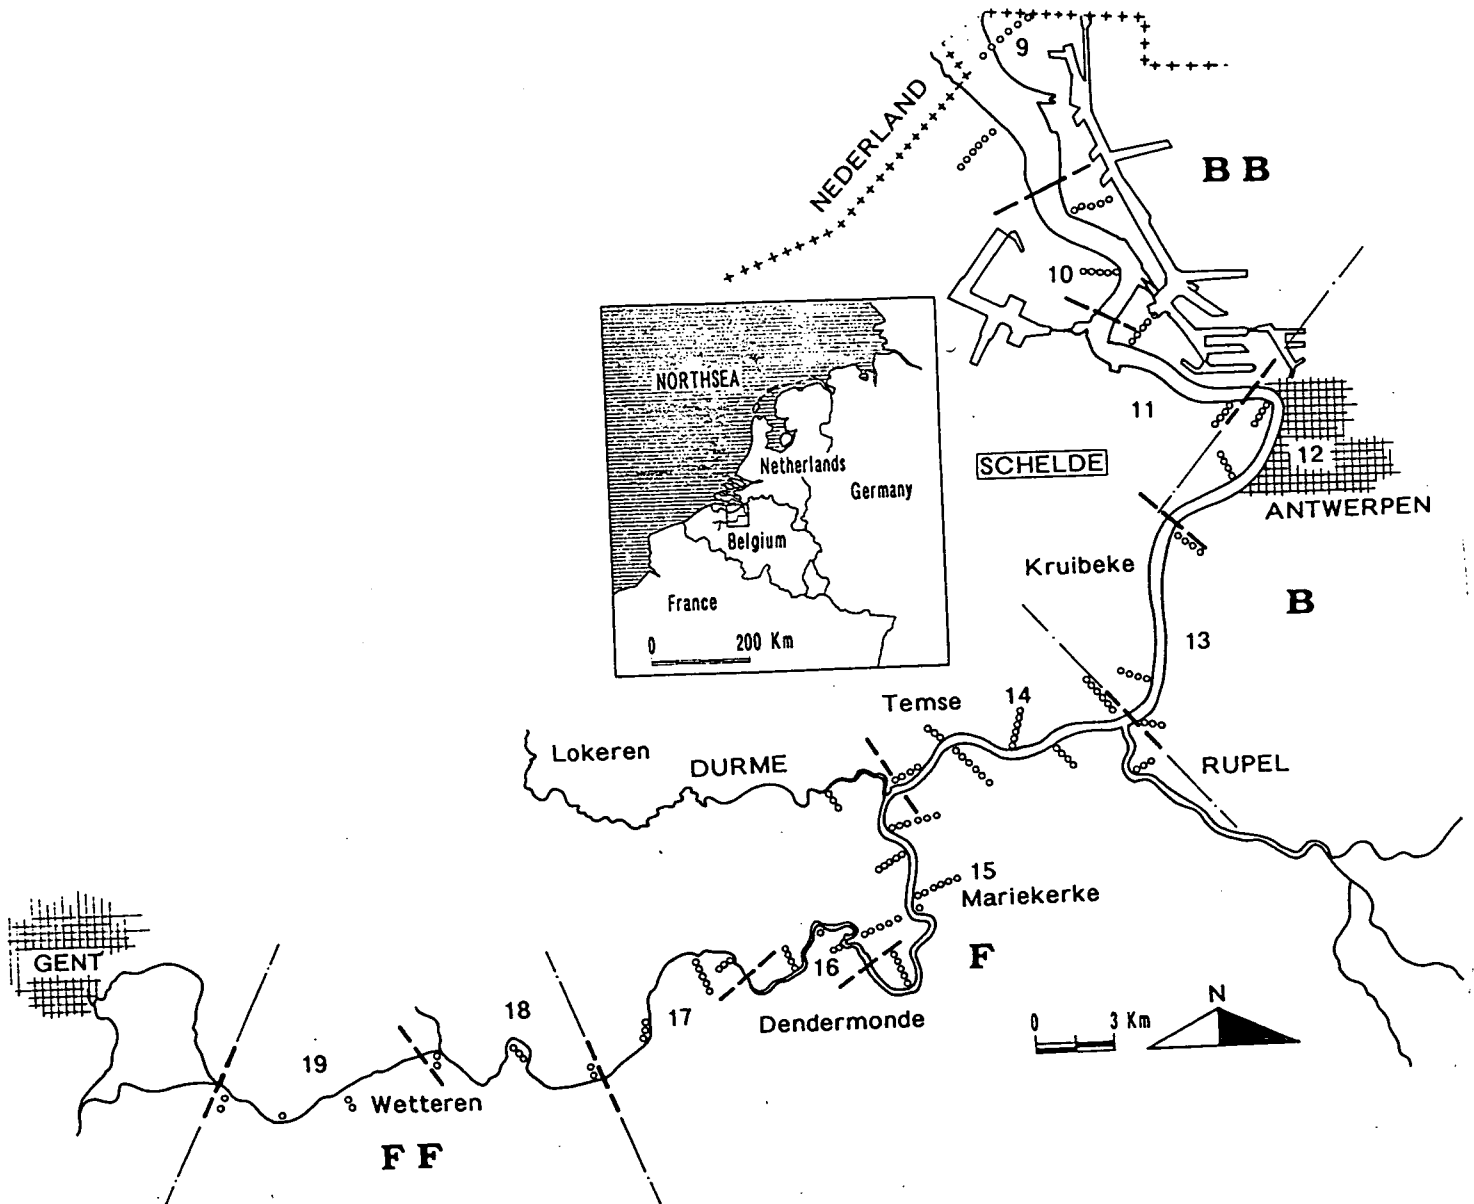 9
NEDERLAND
B B
10
NORTHSEA
11
Netherlands
SCHELDE
12
Germany
ANTWERPEN
Belgium
Kruibeke
France
B
0 200 Km
13
Temse
14
Lokeren
DURME
RUPEL
15
Mariekerke
GENT
F
16
N
18
17
Dendermonde
0 3 Km
19
Wetteren
F F